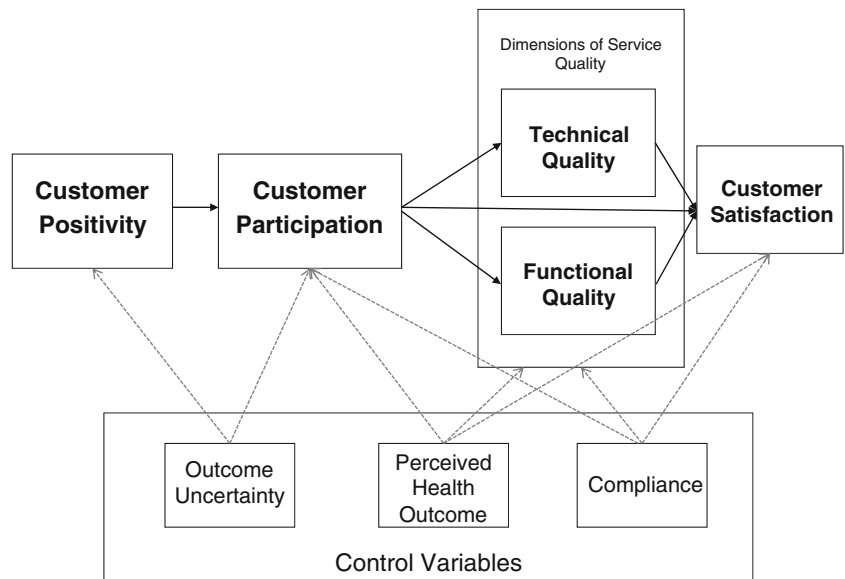 Dimensions of Service
Quality
Technical
Quality
Customer
Positivity
Customer
Participation
Customer
Satisfaction
Functional
Quality
Outcome
Uncertainty
Perceived
Health
Outcome
Compliance
Control Variables